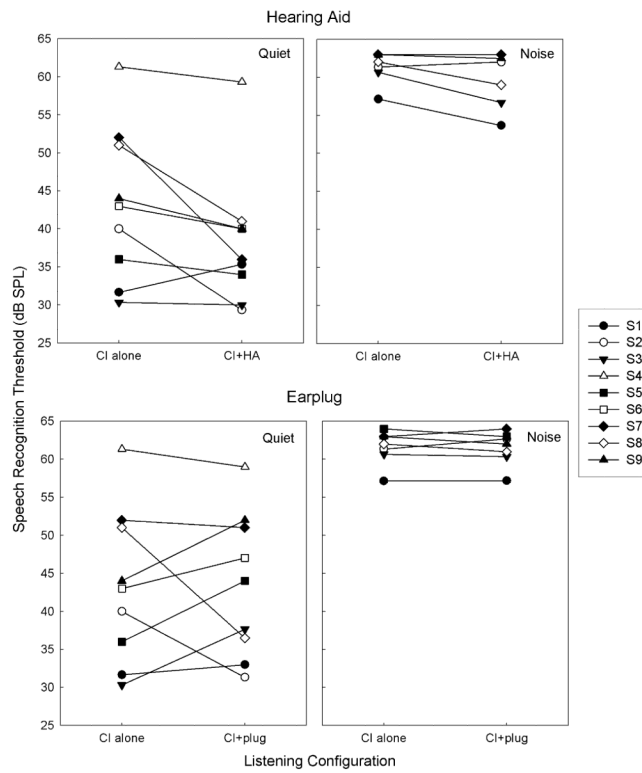 Hearing Aid
65
60
55
50
45
40
35
30
25
Quiet
Noise
CI alone
CI+HA
CI alone
CI+HA
Speech Recognition Threshold (dB SPL)
S1
S2
S3
S4
S5
S6
S7
S8
S9
Earplug
65
60
55
50
45
40
35
30
25
Quiet
Noise
CI alone
CI+plug
CI alone
CI+plug
Listening Configuration